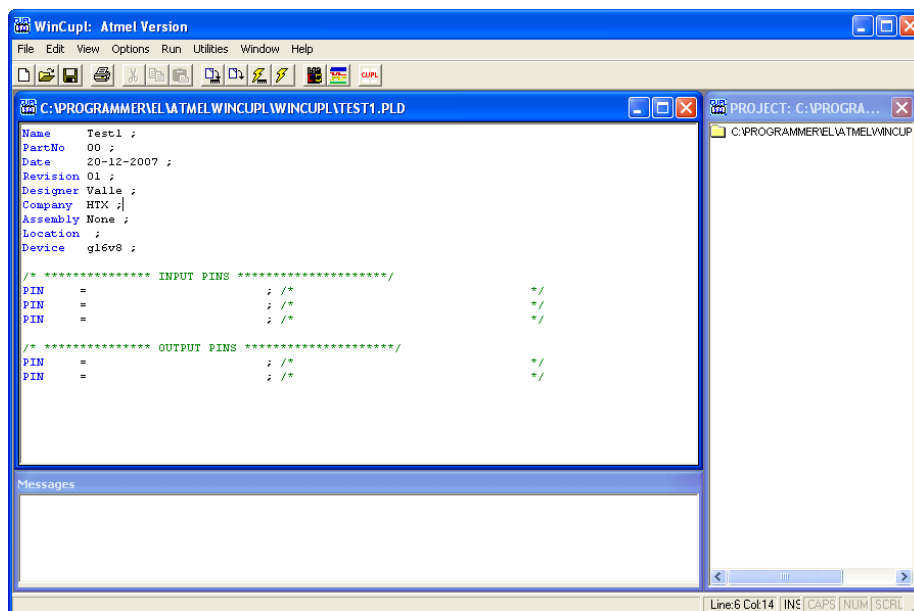 WinCupl: Atmel Version
File Edit View Options Run Utilities Window Help
CUPL
C:\PROGRAMMER\EL\ATMELWINCUPL\WINCUPL\TEST1.PLD
PROJECT: C:\PROGRA...
C:\PROGRAMMER\EL\ATMEL\WINCUP
Name Test1 ;
PartNo 00 ;
Date 20-12-2007 ;
Revision 01 ;
Designer Valle ;
Company HTX ;
Assembly None ;
Location ;
Device g16v8 ;
/* *************** INPUT PINS *********************/
PIN = ; /* */
PIN = ; /* */
PIN = ; /* */
/* *************** OUTPUT PINS *********************/
PIN = ; /* */
PIN = ; /* */
Messages
Line:6 Col:14 INS CAPS NUM SCRL